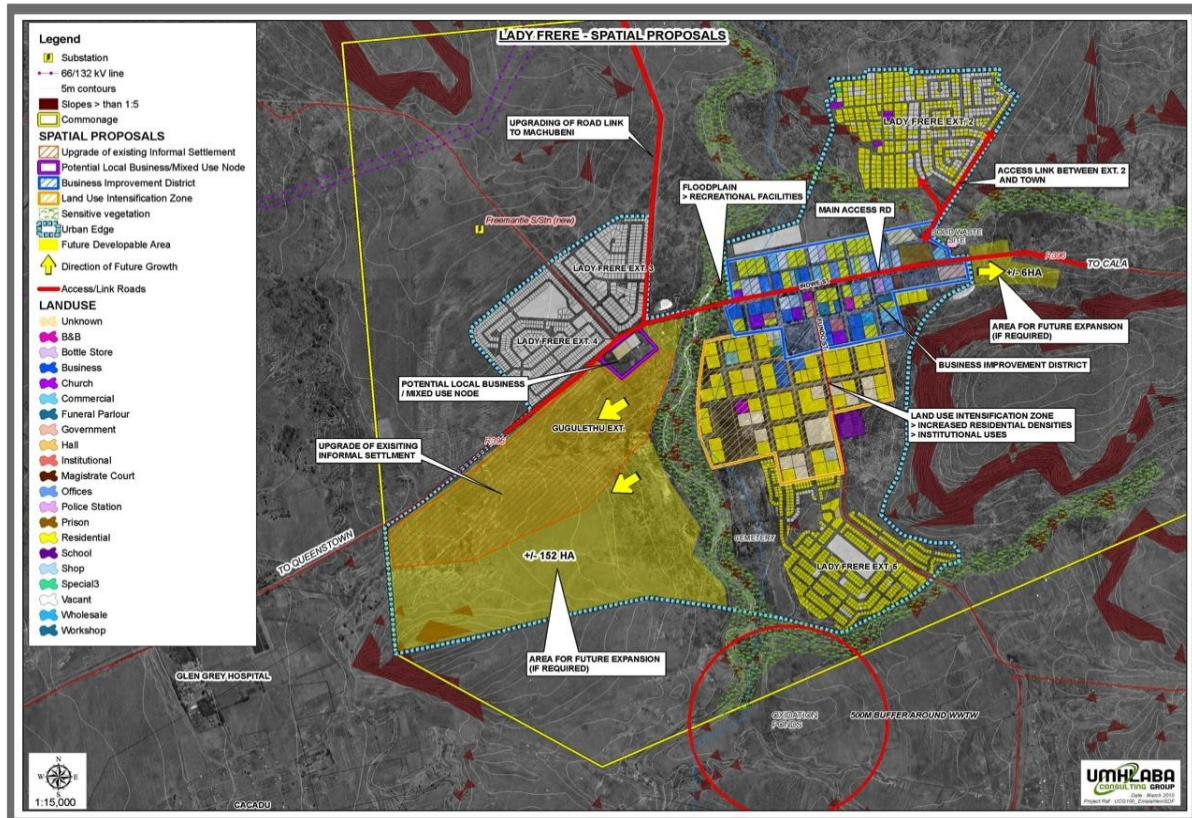 LADY FRERE - SPATIAL PROPOSALS
Legend
Substation
66/132 kV line
5m contours
Slopes > than 1:5
Commonage
SPATIAL PROPOSALS
Upgrade of existing Informal Settlement
Potential Local Business/Mixed Use Node
Business Improvement District
Land Use Intensification Zone
Sensitive vegetation
Urban Edge
Future Developable Area
Direction of Future Growth
Access/Link Roads
LANDUSE
Unknown
B&B
Bottle Store
Business
Church
Commercial
Funeral Parlour
Government
Hall
Institutional
Magistrate Court
Offices
Police Station
Prison
Residential
School
Shop
Special3
Vacant
Wholesale
Workshop
UPGRADING OF ROAD LINK
TO MACHUBENI
LADY FRERE EXT. 2
ACCESS LINK BETWEEN EXT. 2
AND TOWN
FLOODPLAIN
> RECREATIONAL FACILITIES
MAIN ACCESS RD
Freemantle S/Stn (new)
SOLID WASTE
SITE
R396
TO CALA
+/- 6HA
LADY FRERE EXT. 3
LADY FRERE EXT. 4
AREA FOR FUTURE EXPANSION
(IF REQUIRED)
BUSINESS IMPROVEMENT DISTRICT
POTENTIAL LOCAL BUSINESS
/ MIXED USE NODE
LAND USE INTENSIFICATION ZONE
> INCREASED RESIDENTIAL DENSITIES
> INSTITUTIONAL USES
GUGULETHU EXT.
R396
UPGRADE OF EXISITING
INFORMAL SETTLMENT
TO QUEENSTOWN
CEMETERY
+/- 152 HA
LADY FRERE EXT. 5
AREA FOR FUTURE EXPANSION
(IF REQUIRED)
GLEN GREY HOSPITAL
OXIDATION
PONDS
500M BUFFER AROUND WWTW
CACADU
N
W
E
S
1:15,000
UMHLABA
CONSULTING GROUP
Date : March 2010